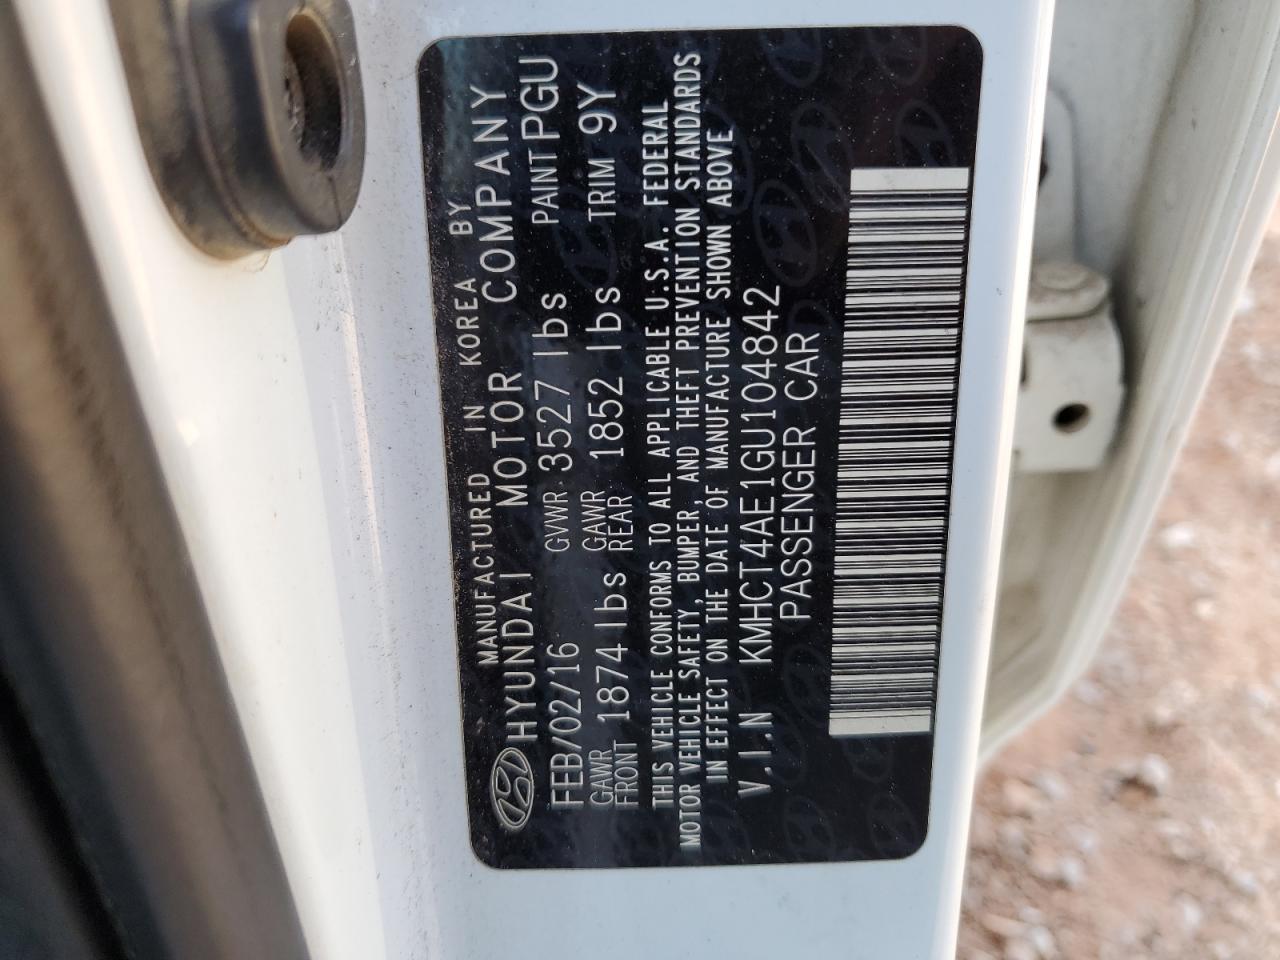 MANUFACTURED IN KOREA BY
HYUNDAI MOTOR COMPANY
FEB/02/16 GVWR 3527 lbs PAINT PGU
GAWR FRONT 1874 lbs GAWR REAR 1852 lbs TRIM 9Y
THIS VEHICLE CONFORMS TO ALL APPLICABLE U.S.A. FEDERAL
MOTOR VEHICLE SAFETY, BUMPER, AND THEFT PREVENTION STANDARDS
IN EFFECT ON THE DATE OF MANUFACTURE SHOWN ABOVE
V.I.N KMHCT4AE1GU104842
PASSENGER CAR